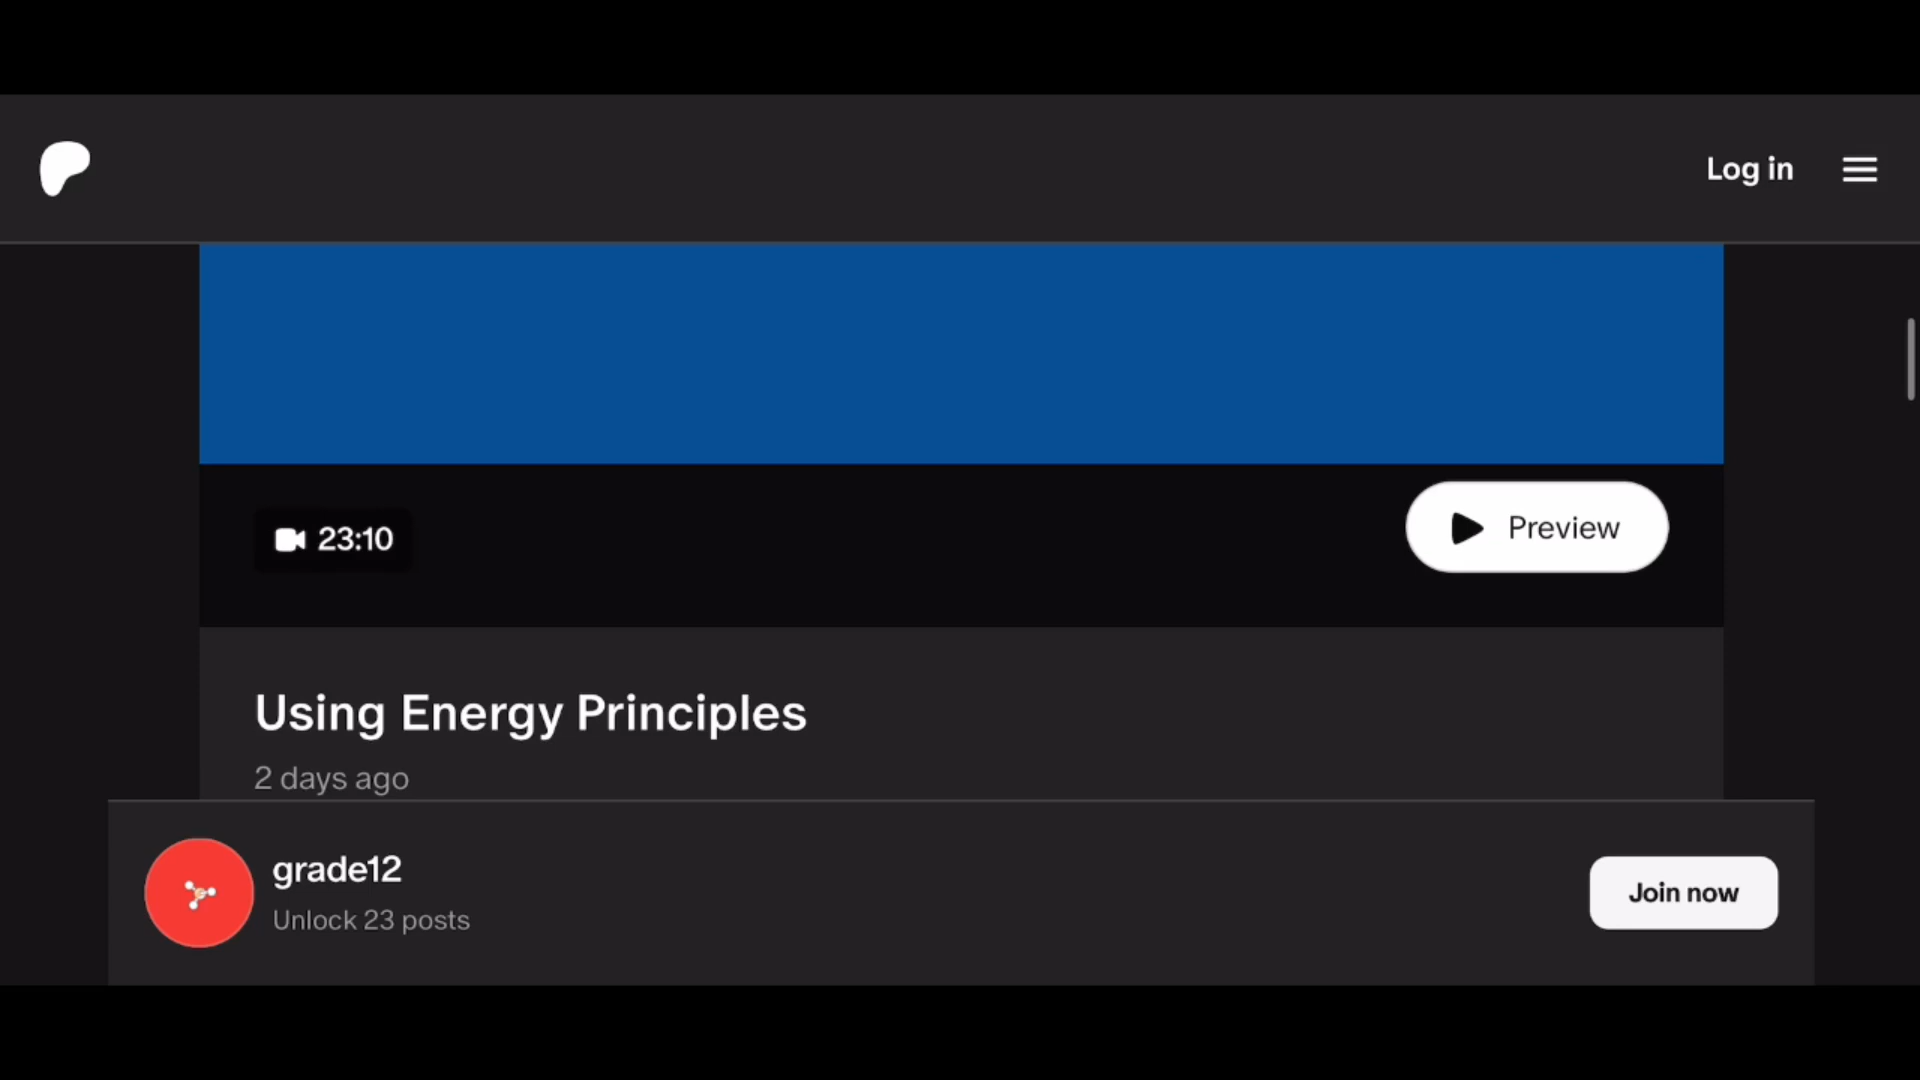 Log in
23:10
Preview
Using Energy Principles
2 days ago
grade12
Unlock 23 posts
Join now